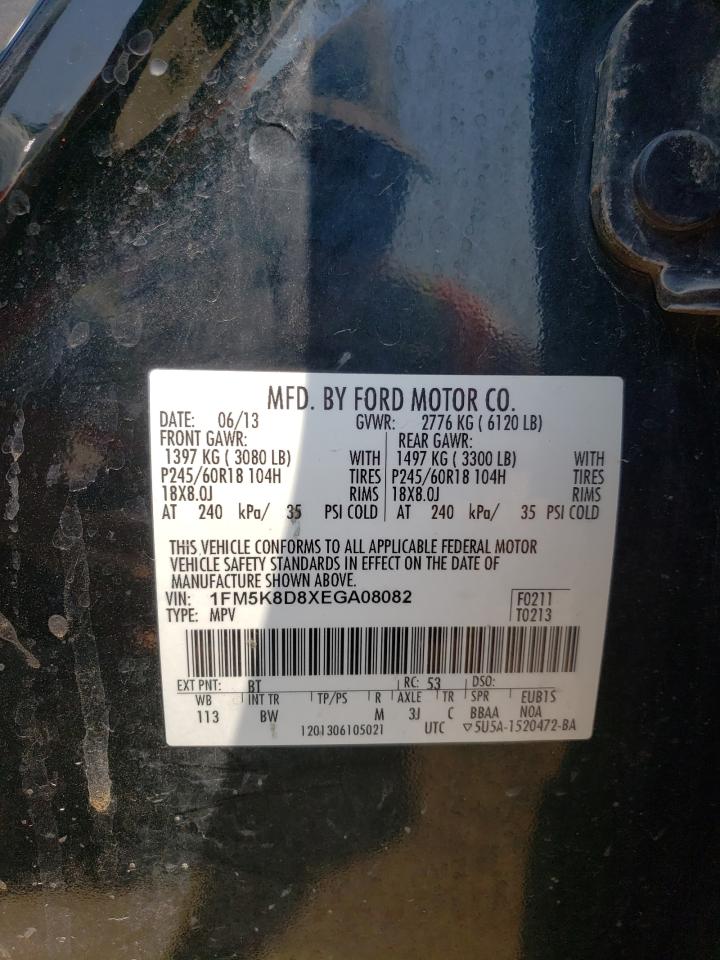 MFD. BY FORD MOTOR CO.
DATE: 06/13 GVWR: 2776 KG ( 6120 LB)
FRONT GAWR: REAR GAWR:
1397 KG ( 3080 LB) WITH 1497 KG ( 3300 LB) WITH
P245/60R18 104H TIRES P245/60R18 104H TIRES
18X8.0J RIMS 18X8.0J RIMS
AT 240 kPa/ 35 PSI COLD AT 240 kPa/ 35 PSI COLD
THIS VEHICLE CONFORMS TO ALL APPLICABLE FEDERAL MOTOR
VEHICLE SAFETY STANDARDS IN EFFECT ON THE DATE OF
MANUFACTURE SHOWN ABOVE.
VIN: 1FM5K8D8XEGA08082 F0211
TYPE: MPV T0213
EXT PNT: BT RC: 53 DSO:
WB INT TR TP/PS R AXLE TR SPR EUB1S
113 BW M 3J C BBAA NOA
1201306105021 UTC ▽5U5A-1520472-BA